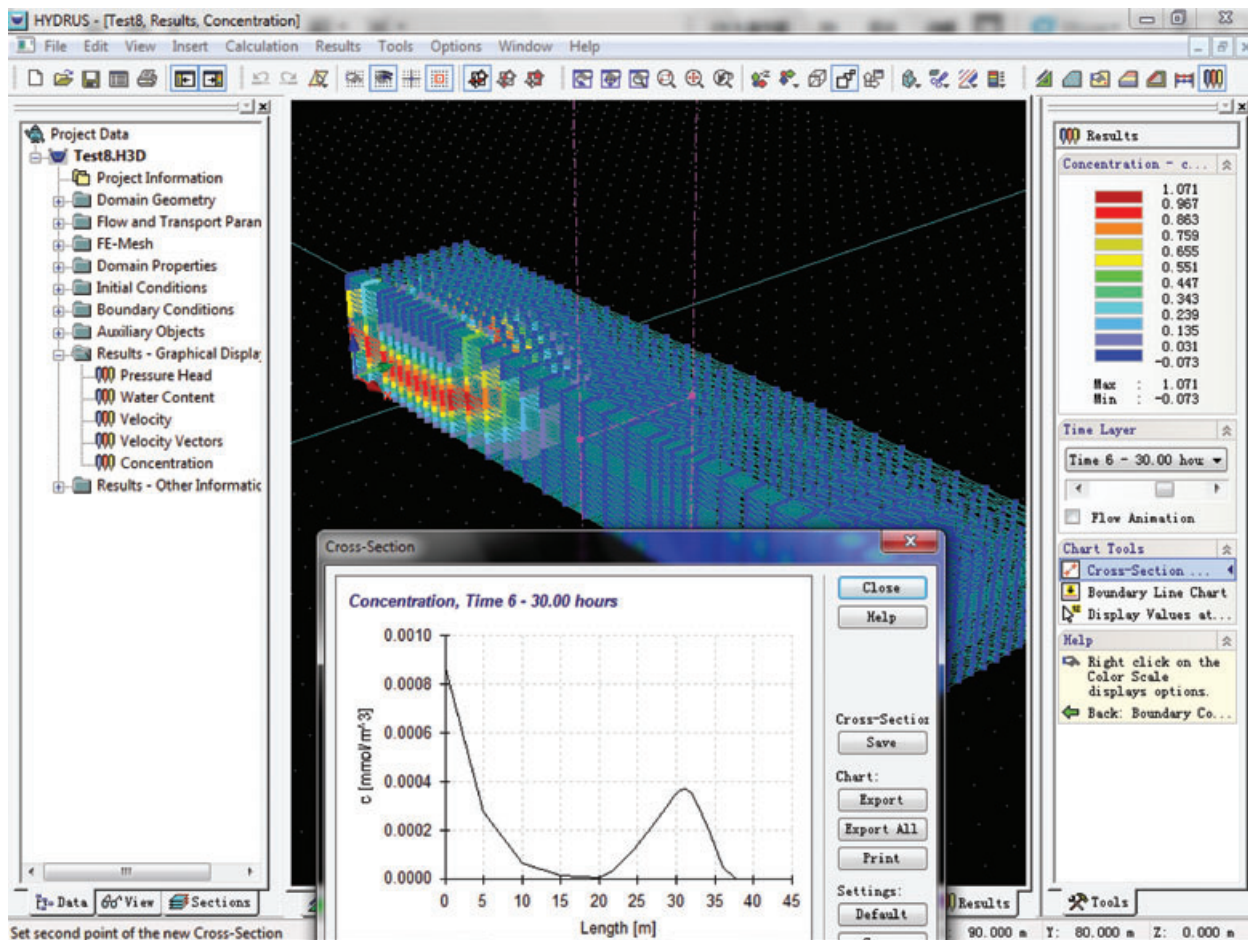 HYDRUS - [Test8, Results, Concentration]
File Edit View Insert Calculation Results Tools Options Window Help
Project Data
Test8.H3D
Project Information
Domain Geometry
Flow and Transport Paran
FE-Mesh
Domain Properties
Initial Conditions
Boundary Conditions
Auxiliary Objects
Results - Graphical Display
Pressure Head
Water Content
Velocity
Velocity Vectors
Concentration
Results - Other Informatic
Data View Sections
Set second point of the new Cross-Section
Cross-Section
Concentration, Time 6 - 30.00 hours
c [mmol/m^3]
0.0010
0.0008
0.0006
0.0004
0.0002
0.0000
0 5 10 15 20 25 30 35 40 45
Length [m]
Close
Help
Cross-Section
Save
Chart:
Export
Export All
Print
Settings:
Default
Results
Results
Concentration - c...
1.071
0.967
0.863
0.759
0.655
0.551
0.447
0.343
0.239
0.135
0.031
-0.073
Max : 1.071
Min : -0.073
Time Layer
Time 6 - 30.00 hour
Flow Animation
Chart Tools
Cross-Section ...
Boundary Line Chart
Display Values at...
Help
Right click on the
Color Scale
displays options.
Back: Boundary Co...
Tools
90.000 m Y: 80.000 m Z: 0.000 m